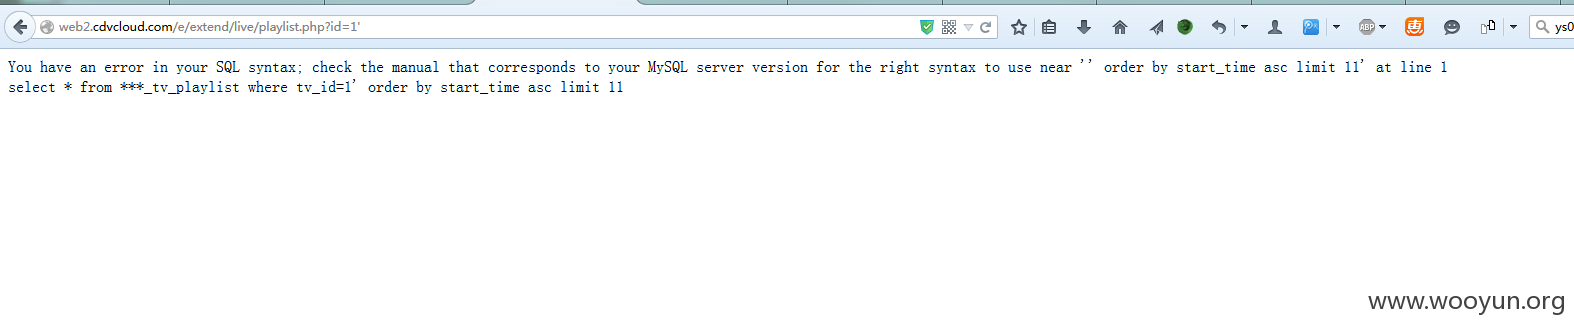 web2.cdvcloud.com/e/extend/live/playlist.php?id=1'
ABP
惠
ys0
You have an error in your SQL syntax; check the manual that corresponds to your MySQL server version for the right syntax to use near '' order by start_time asc limit 11' at line 1
select * from ***_tv_playlist where tv_id=1' order by start_time asc limit 11
www.wooyun.org